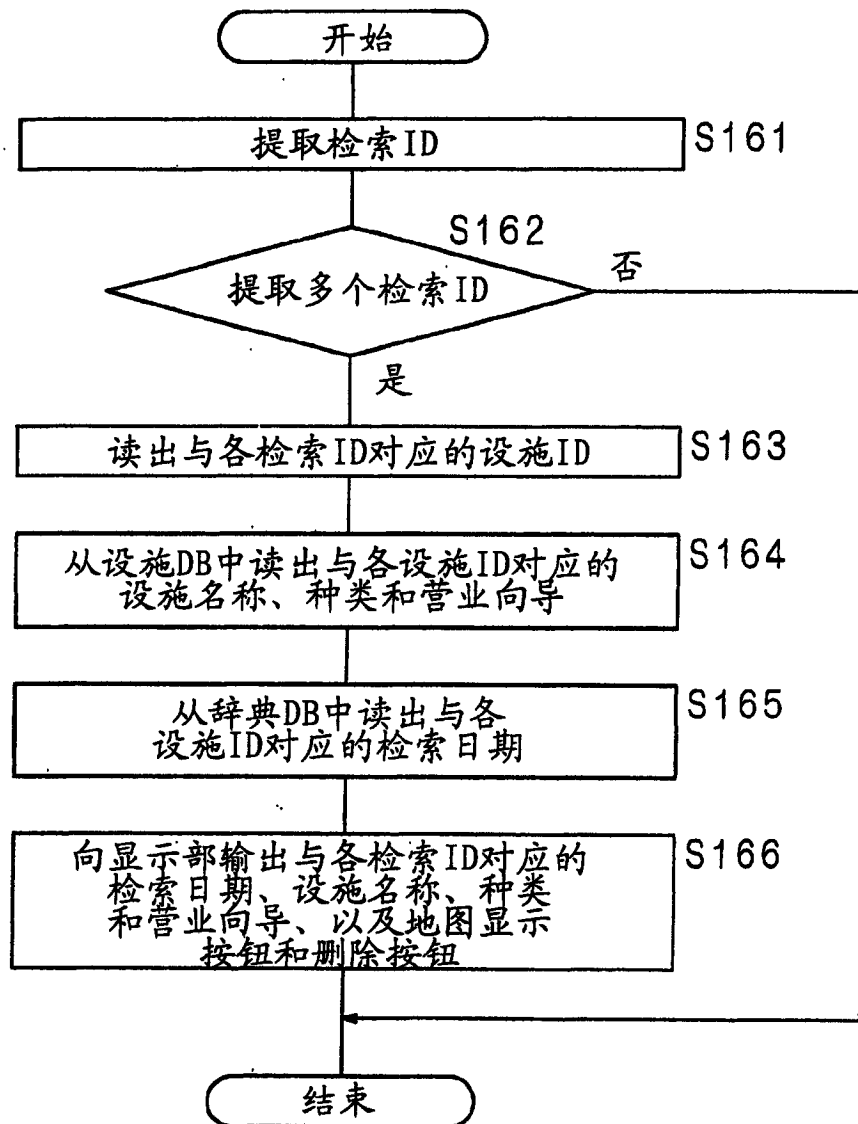 开始
提取检索ID
S161
S162
提取多个检索ID
否
是
读出与各检索ID对应的设施ID
S163
从设施DB中读出与各设施ID对应的
设施名称、种类和营业向导
S164
从辞典DB中读出与各
设施ID对应的检索日期
S165
向显示部输出与各检索ID对应的
检索日期、设施名称、种类
和营业向导、以及地图显示
按钮和删除按钮
S166
结束